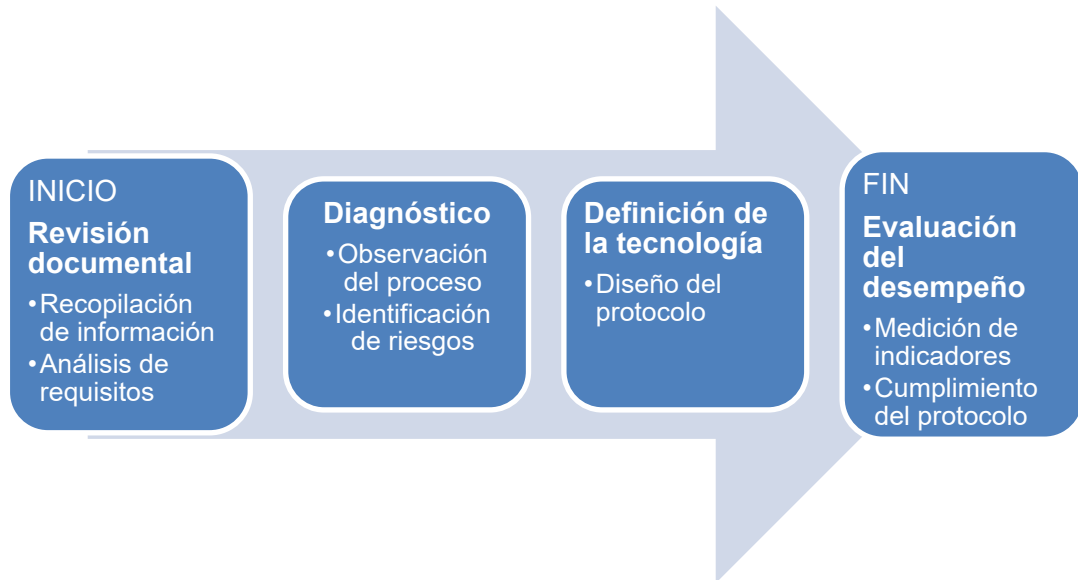 INICIO
Revisión
documental
•Recopilación
de información
•Análisis de
requisitos
Diagnóstico
•Observación
del proceso
•Identificación
de riesgos
Definición de
la tecnología
•Diseño del
protocolo
FIN
Evaluación
del
desempeño
•Medición de
indicadores
•Cumplimiento
del protocolo